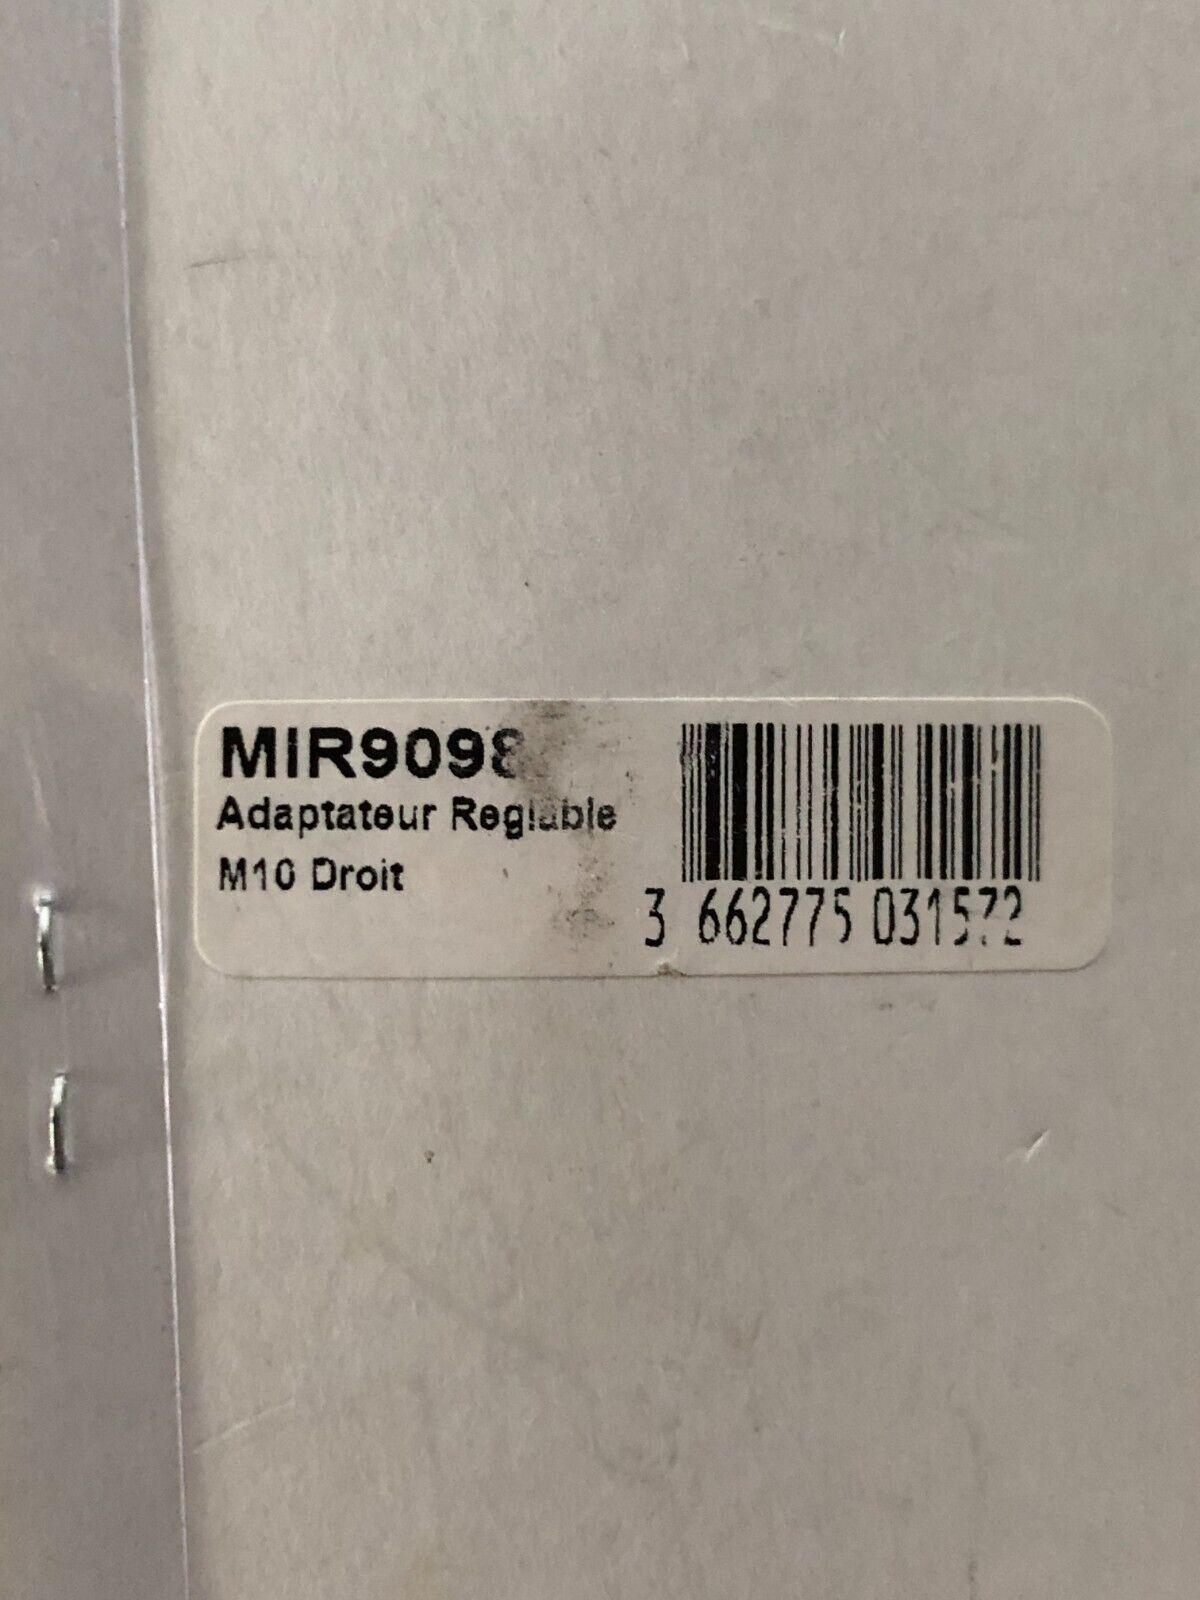 MIR9098
Adaptateur Reglable
M10 Droit
3 662775 031572